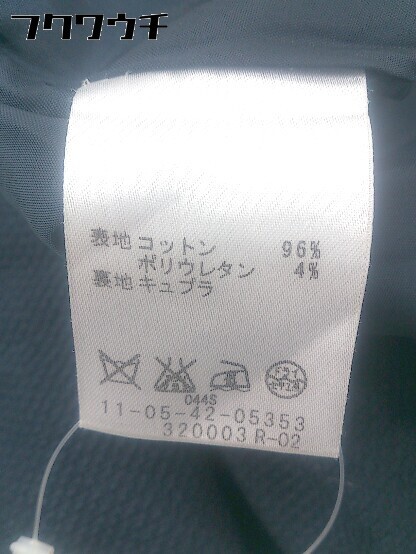 フクワウチ
表地 コットン 96%
ポリウレタン 4%
裏地 キュプラ
044S
11-05-42-05353
320003 R-02